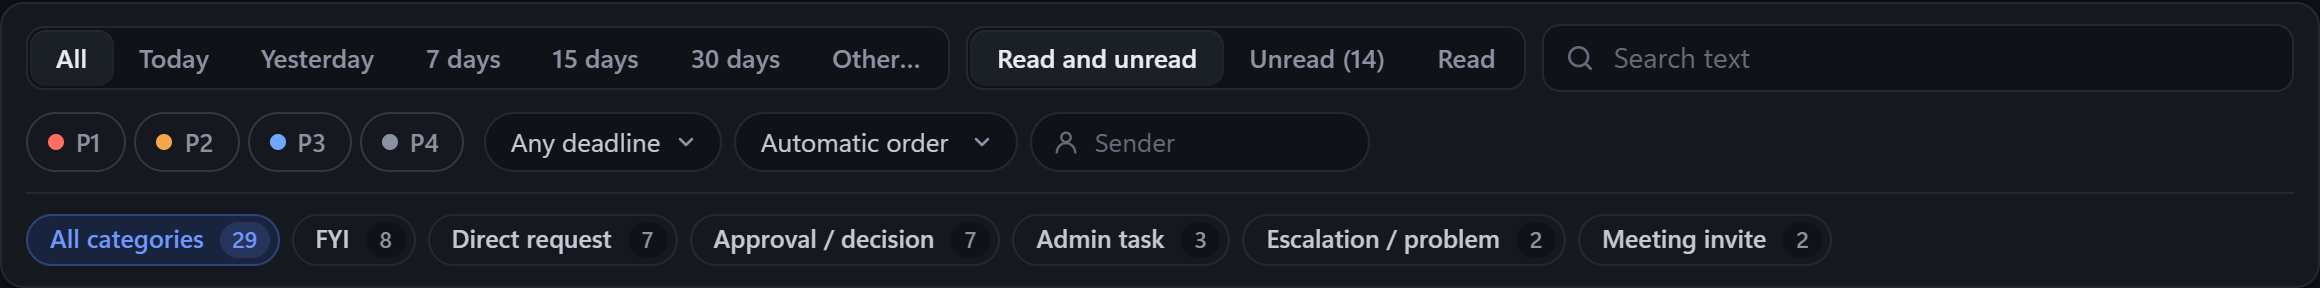 All Today Yesterday 7 days 15 days 30 days Other... Read and unread Unread (14) Read Search text
P1 P2 P3 P4 Any deadline Automatic order Sender
All categories 29 FYI 8 Direct request 7 Approval / decision 7 Admin task 3 Escalation / problem 2 Meeting invite 2